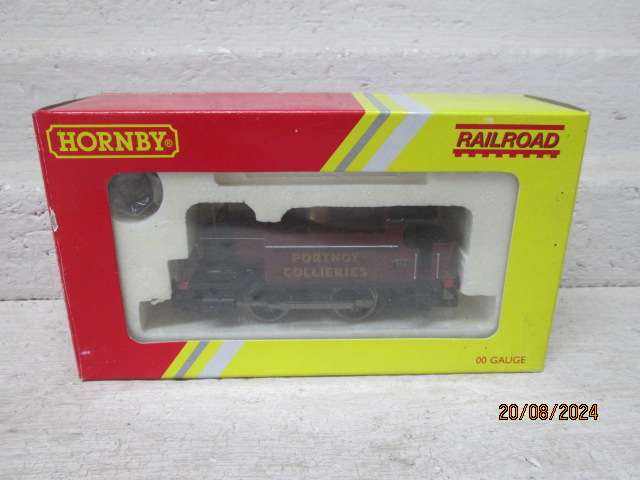 HORNBY®
RAILROAD
PORTNOY
COLLIERIES
00 GAUGE
20/08/2024